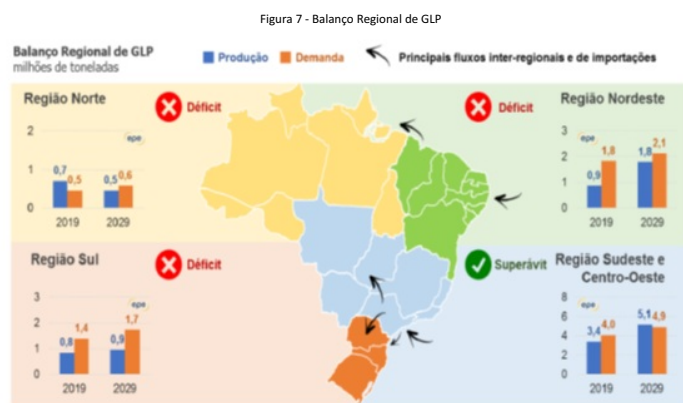 Figura 7 - Balanço Regional de GLP
Balanço Regional de GLP
milhões de toneladas
Produção
Demanda
Principais fluxos inter-regionais e de importações
Região Norte
Déficit
2
1
0
epe
0,7
0,5
0,5
0,6
2019
2029
Déficit
Região Nordeste
3
2
1
0
epe
0,9
1,8
1,8
2,1
2019
2029
Região Sul
Déficit
3
2
1
0
epe
0,8
1,4
0,9
1,7
2019
2029
Superávit
Região Sudeste e
Centro-Oeste
8
6
4
2
0
epe
3,4
4,0
5,1
4,9
2019
2029